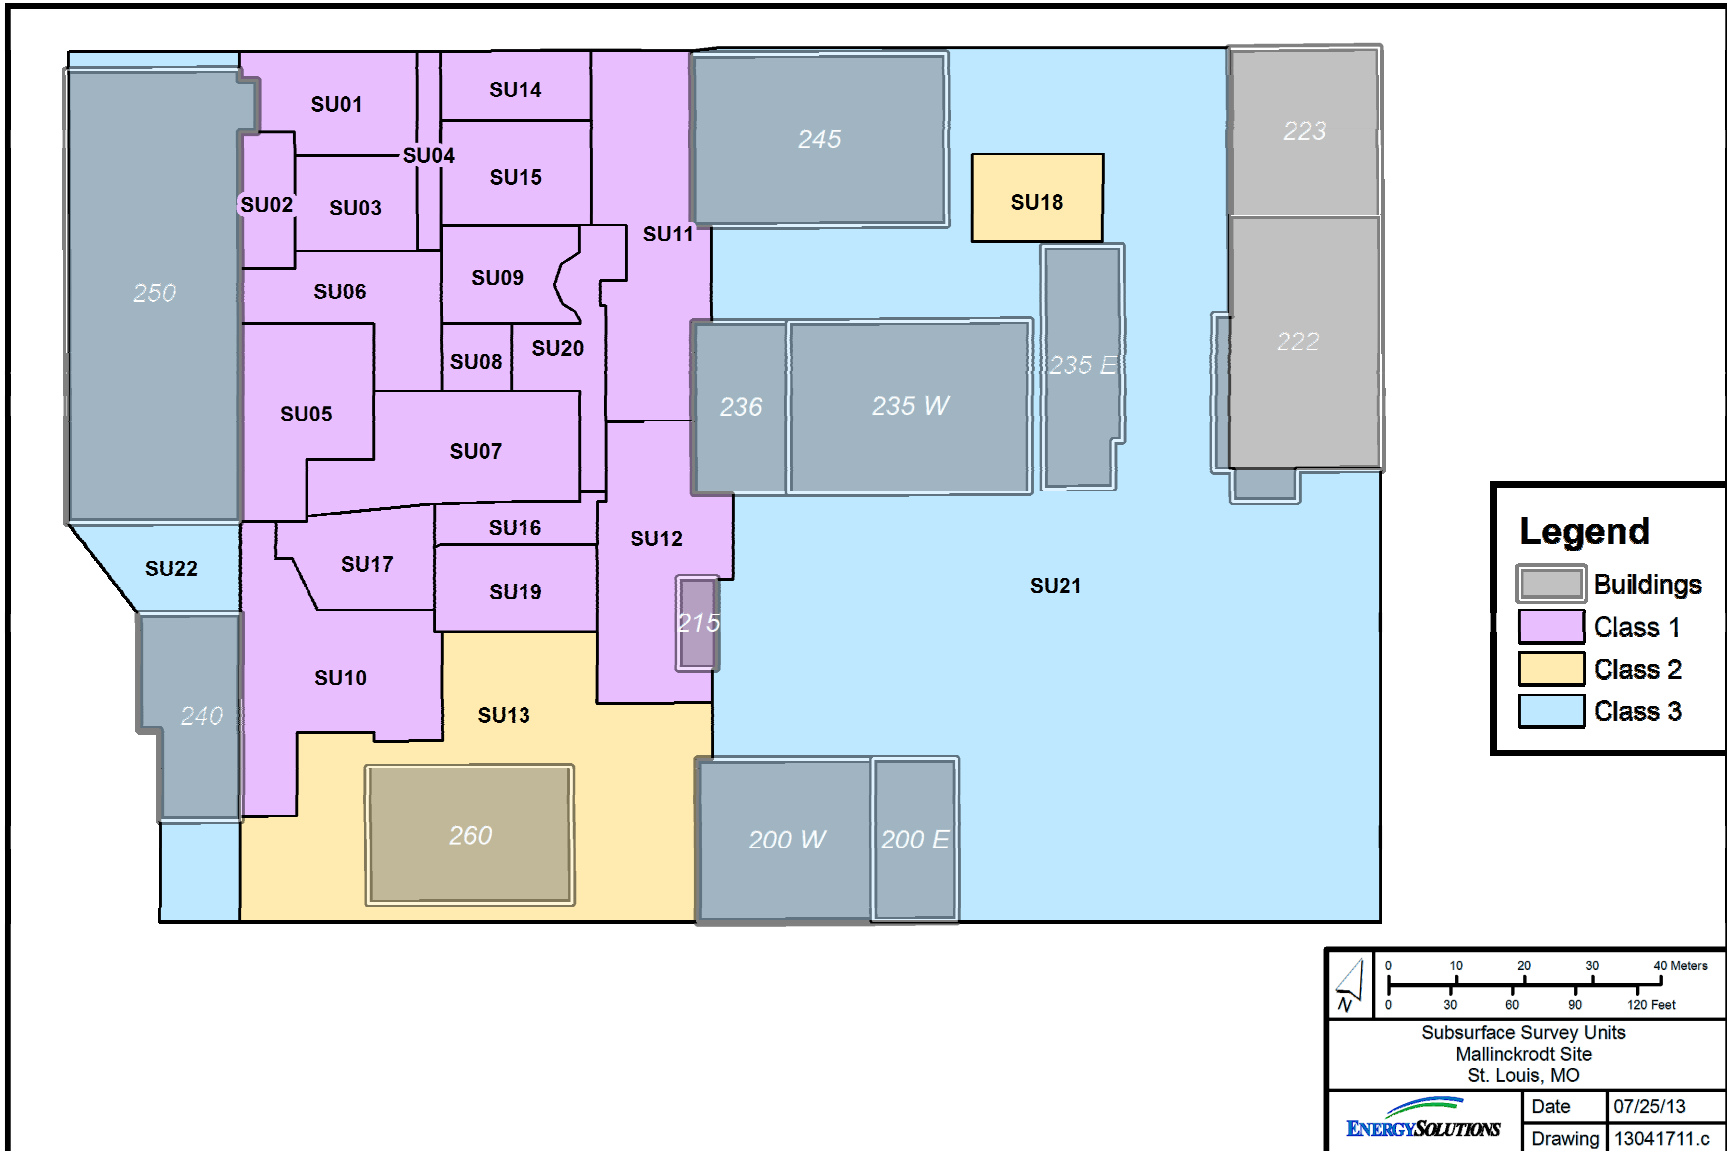 SU01
SU14
245
223
SU04
SU15
SU02
SU03
SU18
SU11
250
SU06
SU09
222
SU20
SU08
235 E
236
235 W
SU05
SU07
SU16
SU12
SU22
SU17
SU19
SU21
215
SU10
240
SU13
260
200 W
200 E
Legend
Buildings
Class 1
Class 2
Class 3
N
0 10 20 30 40 Meters
0 30 60 90 120 Feet
Subsurface Survey Units
Mallinckrodt Site
St. Louis, MO
ENERGYSOLUTIONS
Date 07/25/13
Drawing 13041711.c